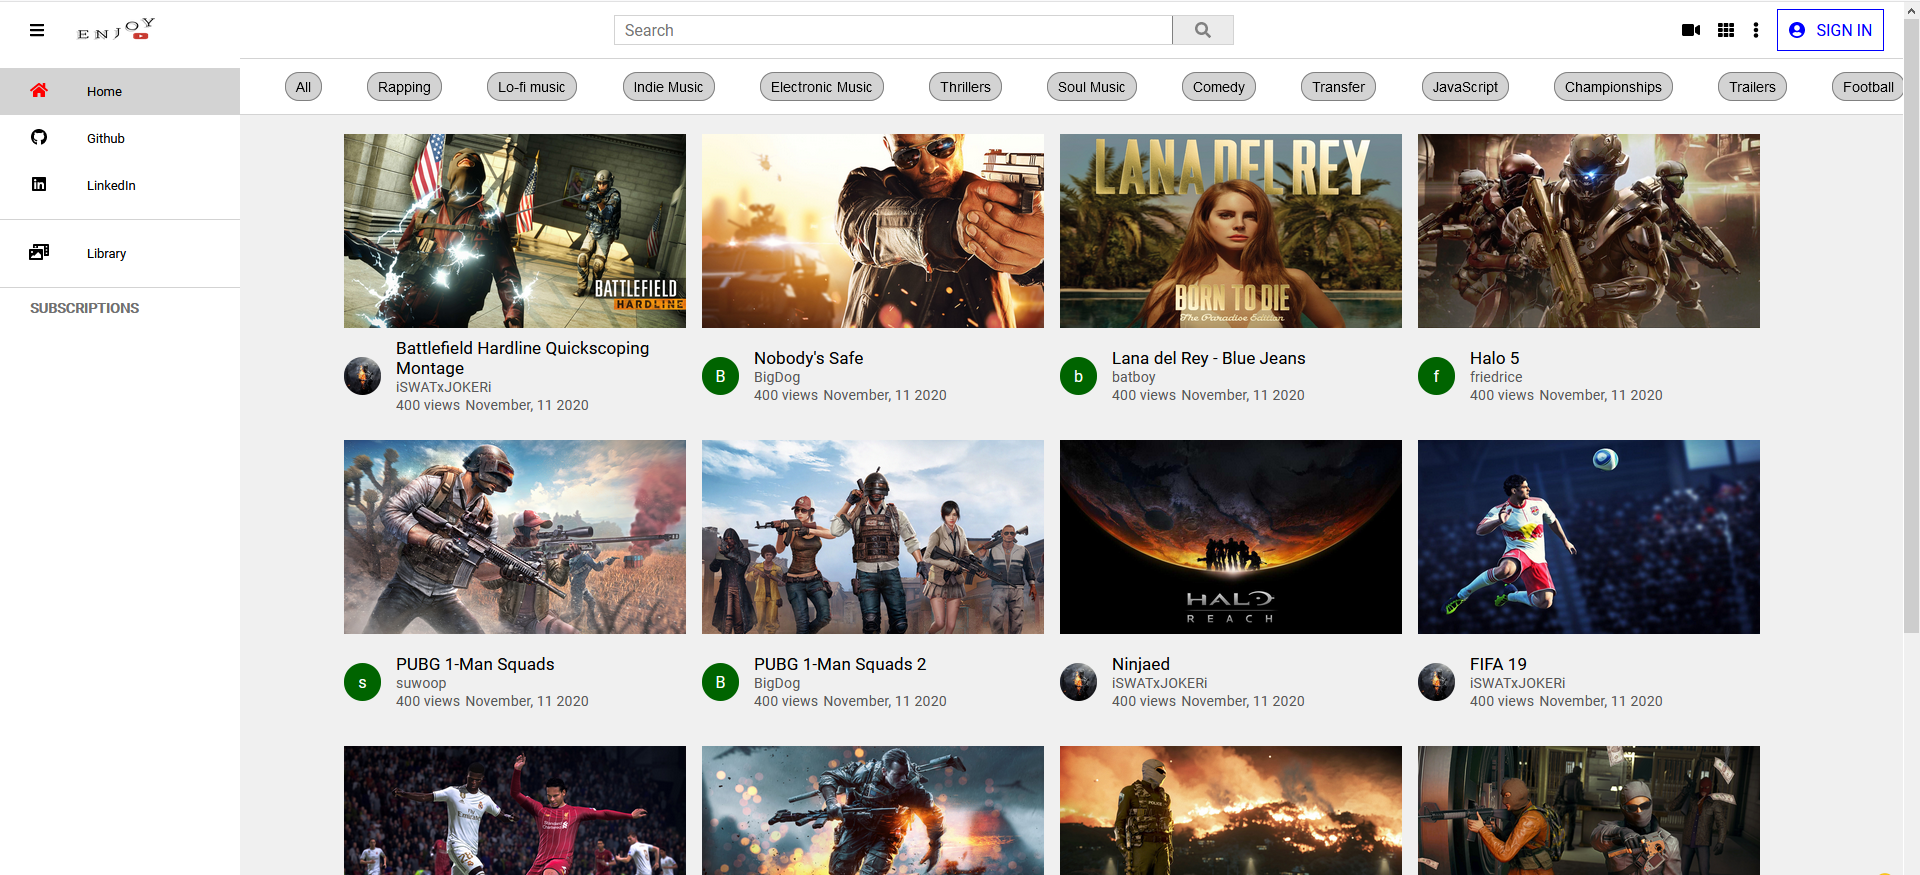 ENJOY
Search
SIGN IN
Home
Github
LinkedIn
Library
SUBSCRIPTIONS
All
Rapping
Lo-fi music
Indie Music
Electronic Music
Thrillers
Soul Music
Comedy
Transfer
JavaScript
Championships
Trailers
Football
BATTLEFIELD
HARDLINE
LANA DEL REY
BORN TO DIE
The Paradise Edition
Battlefield Hardline Quickscoping
Montage
iSWATxJOKERi
400 views November, 11 2020
B
Nobody's Safe
BigDog
400 views November, 11 2020
b
Lana del Rey - Blue Jeans
batboy
400 views November, 11 2020
f
Halo 5
friedrice
400 views November, 11 2020
HALO
REACH
s
PUBG 1-Man Squads
suwoop
400 views November, 11 2020
B
PUBG 1-Man Squads 2
BigDog
400 views November, 11 2020
Ninjaed
iSWATxJOKERi
400 views November, 11 2020
FIFA 19
iSWATxJOKERi
400 views November, 11 2020
POLICE